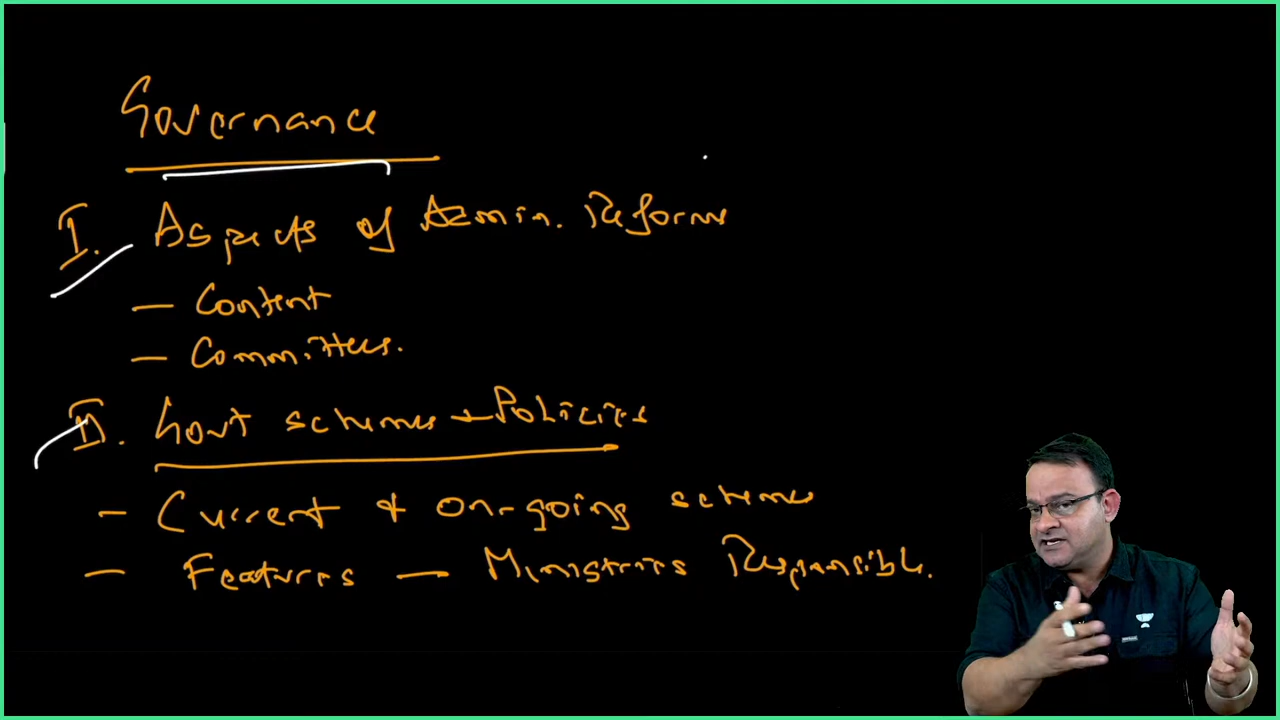 Governance
I. Aspects of Admin. Reforms
— Content
— Committees.
II. Govt schemes + Policies
— Current & on-going schemes
— Features — Ministries Responsible.